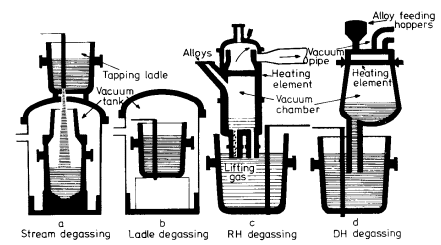 Tapping ladle
Vacuum
tank
a
Stream degassing
b
Ladle degassing
Alloys
Vacuum
pipe
Heating
element
Vacuum
chamber
Lifting
gas
c
RH degassing
Alloy feeding
hoppers
Heating
element
d
DH degassing